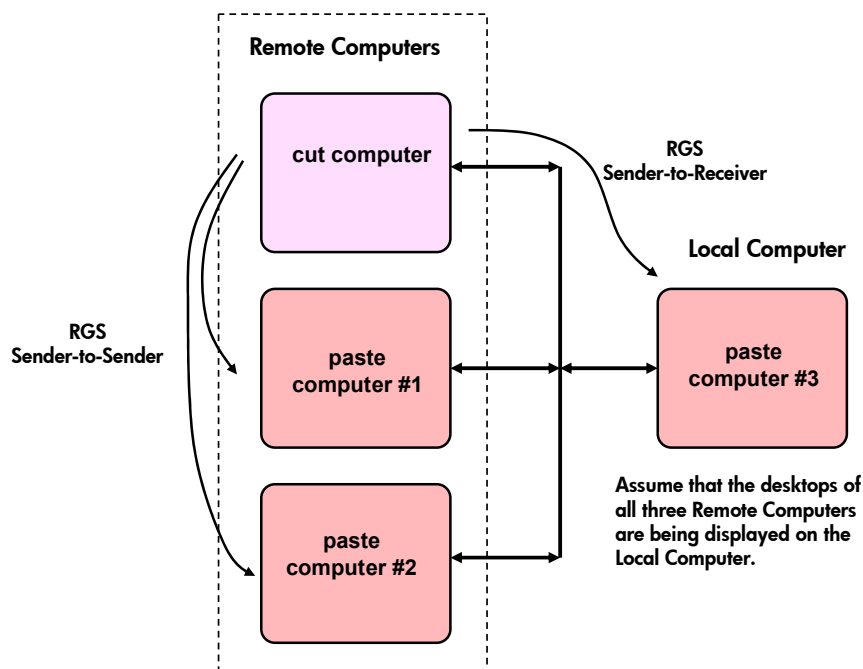 Remote Computers
cut computer
RGS
Sender-to-Receiver
Local Computer
RGS
Sender-to-Sender
paste
computer #1
paste
computer #3
paste
computer #2
Assume that the desktops of
all three Remote Computers
are being displayed on the
Local Computer.